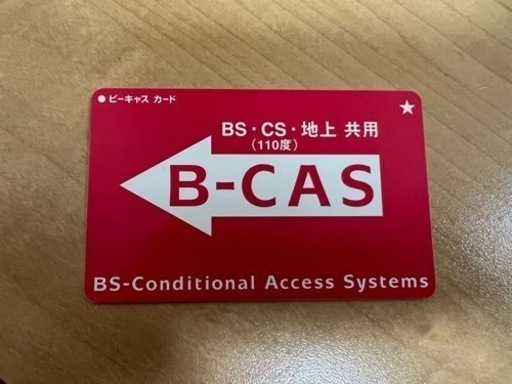 ●ビーキャス カード
★
BS・CS・地上 共用
(110度)
B-CAS
BS-Conditional Access Systems